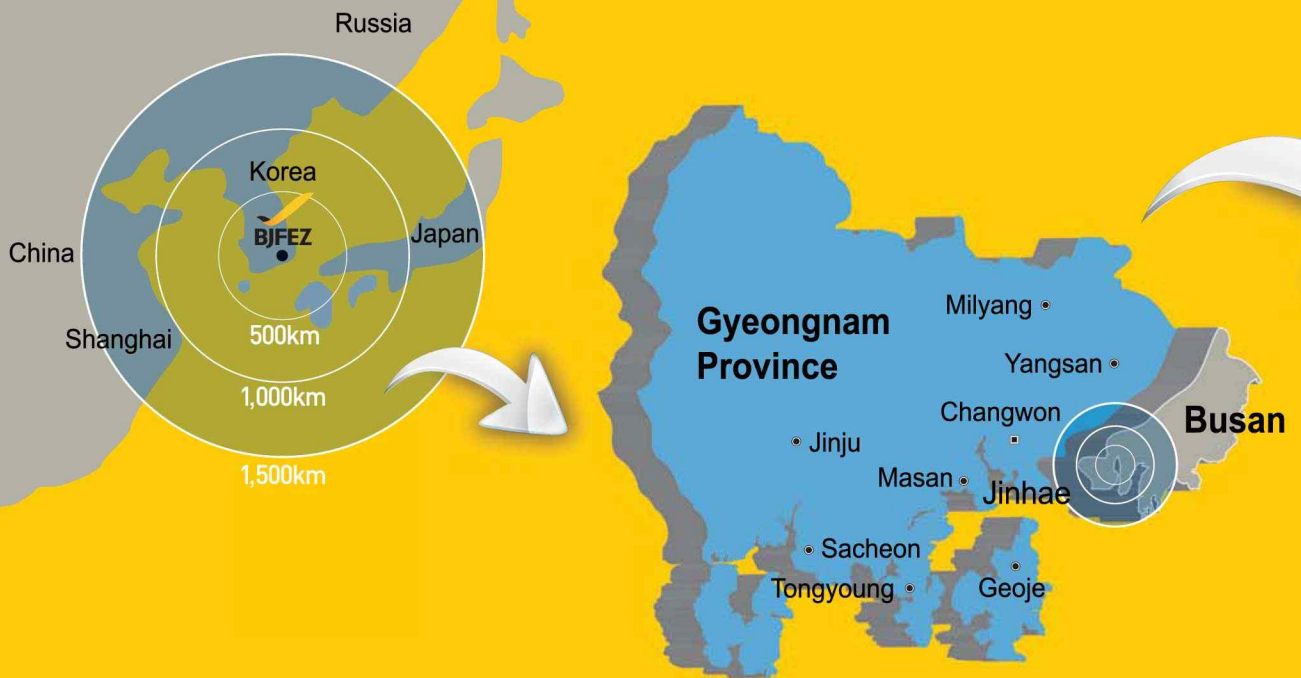 Russia
Korea
BJFEZ
Japan
China
Shanghai
500km
1,000km
1,500km
Gyeongnam
Province
Milyang
Yangsan
Changwon
Busan
Jinju
Masan
Jinhae
Sacheon
Tongyoung
Geoje